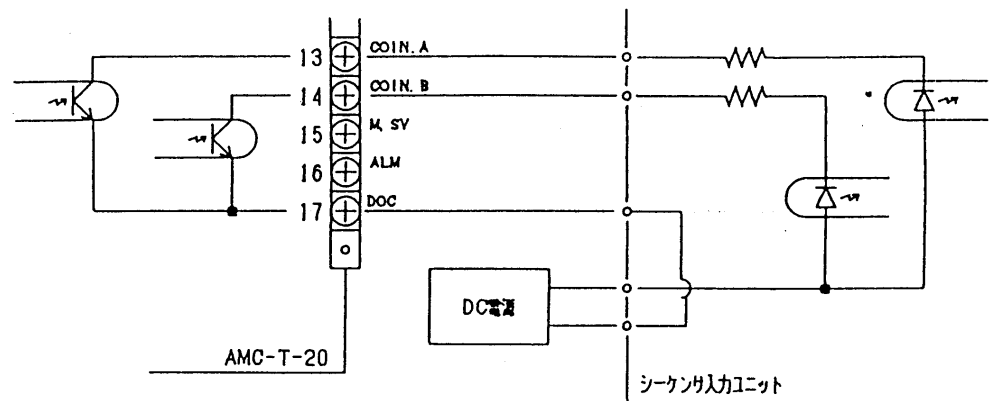 13 COIN. A
14 COIN. B
15 M, SV
16 ALM
17 DOC
DC電源
AMC-T-20
シーケンサ入力ユニット